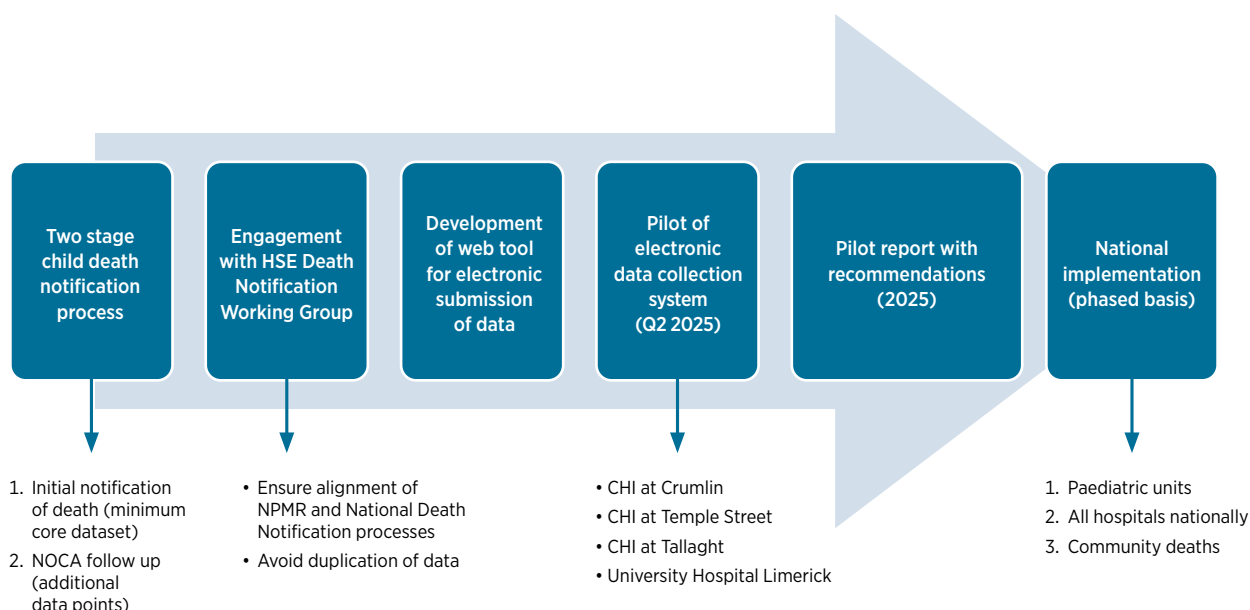 Two stage
child death
notification
process
Engagement
with HSE Death
Notification
Working Group
Development
of web tool
for electronic
submission
of data
Pilot of
electronic
data collection
system
(Q2 2025)
Pilot report with
recommendations
(2025)
National
implementation
(phased basis)
1. Initial notification
of death (minimum
core dataset)
2. NOCA follow up
(additional
data points)
• Ensure alignment of
NPMR and National Death
Notification processes
• Avoid duplication of data
• CHI at Crumlin
• CHI at Temple Street
• CHI at Tallaght
• University Hospital Limerick
1. Paediatric units
2. All hospitals nationally
3. Community deaths